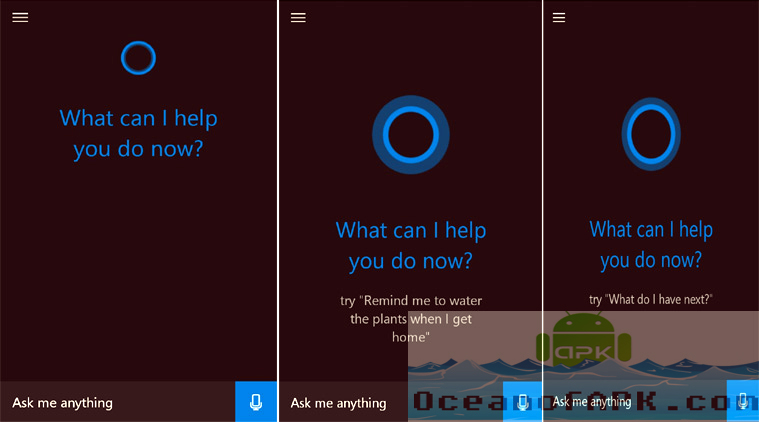 What can I help
you do now?
Ask me anything
What can I help
you do now?
try "Remind me to water
the plants when I get
home"
Ask me anything
What can I help
you do now?
try "What do I have next?"
Ask me anything
apk
OceanofAPK.com